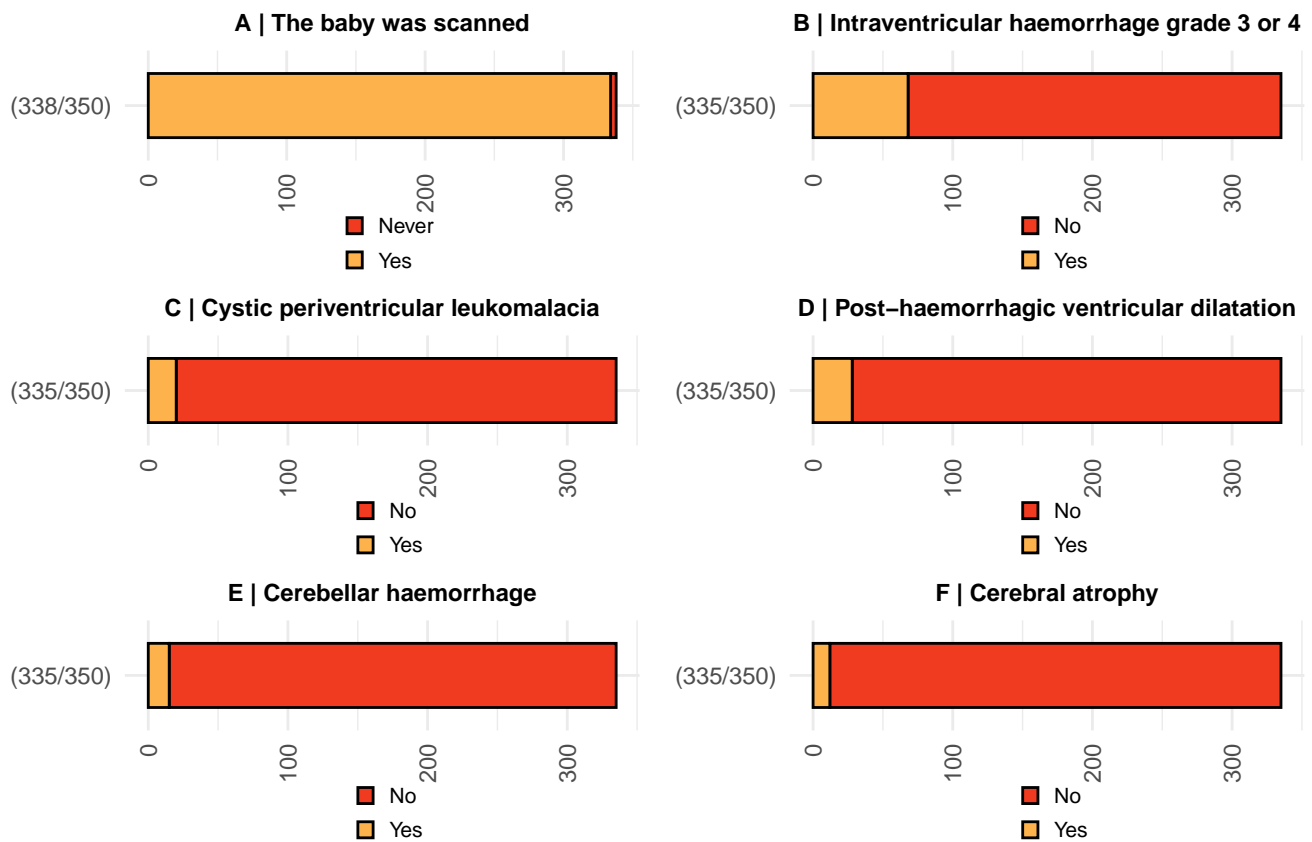 A | The baby was scanned
(338/350)
0
100
200
300
Never
Yes
B | Intraventricular haemorrhage grade 3 or 4
(335/350)
0
100
200
300
No
Yes
C | Cystic periventricular leukomalacia
(335/350)
0
100
200
300
No
Yes
D | Post−haemorrhagic ventricular dilatation
(335/350)
0
100
200
300
No
Yes
E | Cerebellar haemorrhage
(335/350)
0
100
200
300
No
Yes
F | Cerebral atrophy
(335/350)
0
100
200
300
No
Yes